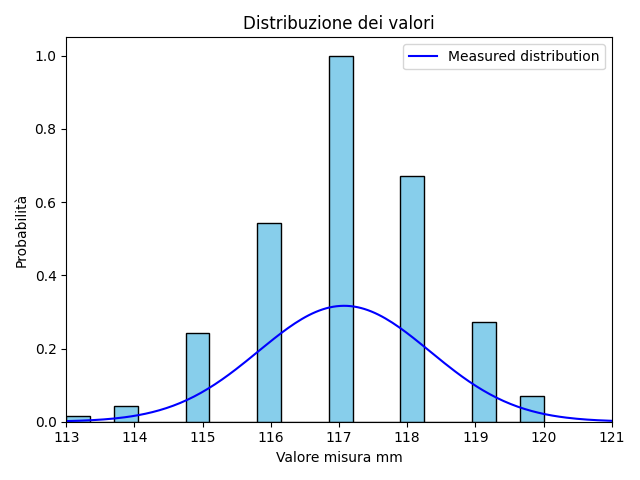 Distribuzione dei valori
Measured distribution
1.0
0.8
0.6
0.4
0.2
0.0
Probabilità
113 114 115 116 117 118 119 120 121
Valore misura mm